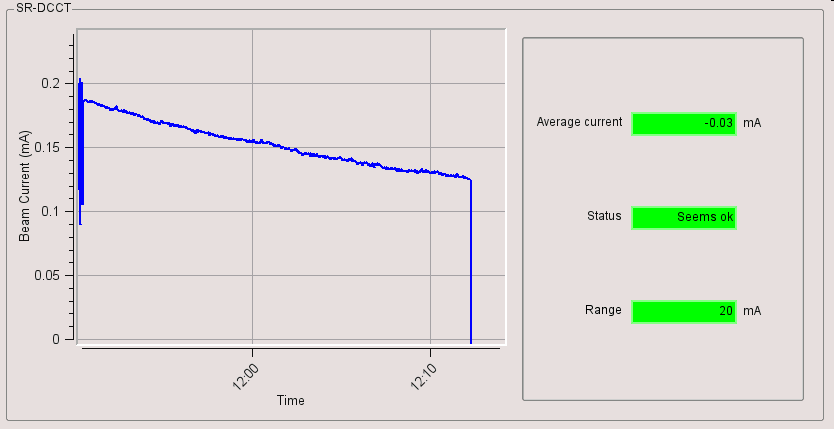 SR-DCCT
0.2
0.15
0.1
0.05
0
Beam Current (mA)
12:00
12:10
Time
Average current -0.03 mA
Status Seems ok
Range 20 mA